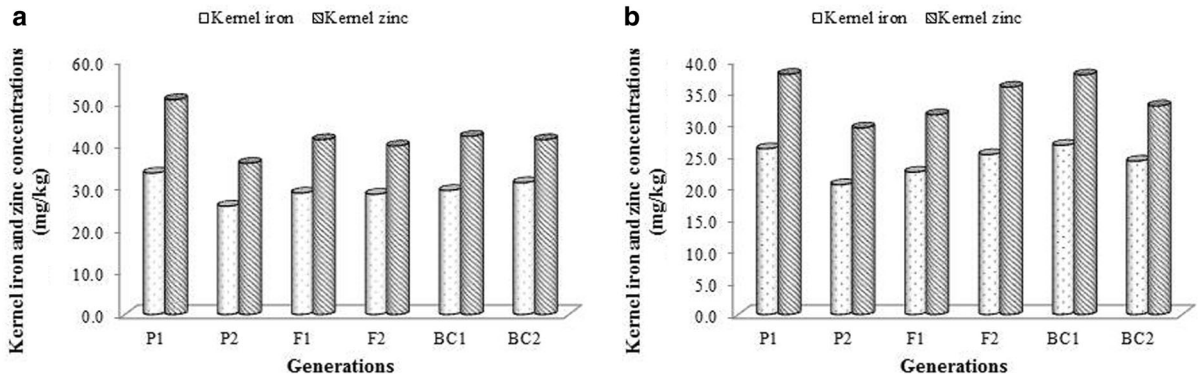 a
Kernel iron Kernel zinc
Kernel iron and zinc concentrations
(mg/kg)
60.0
50.0
40.0
30.0
20.0
10.0
0.0
P1 P2 F1 F2 BC1 BC2
Generations
b
Kernel iron Kernel zinc
Kernel iron and zinc concentrations
(mg/kg)
40.0
35.0
30.0
25.0
20.0
15.0
10.0
5.0
0.0
P1 P2 F1 F2 BC1 BC2
Generations